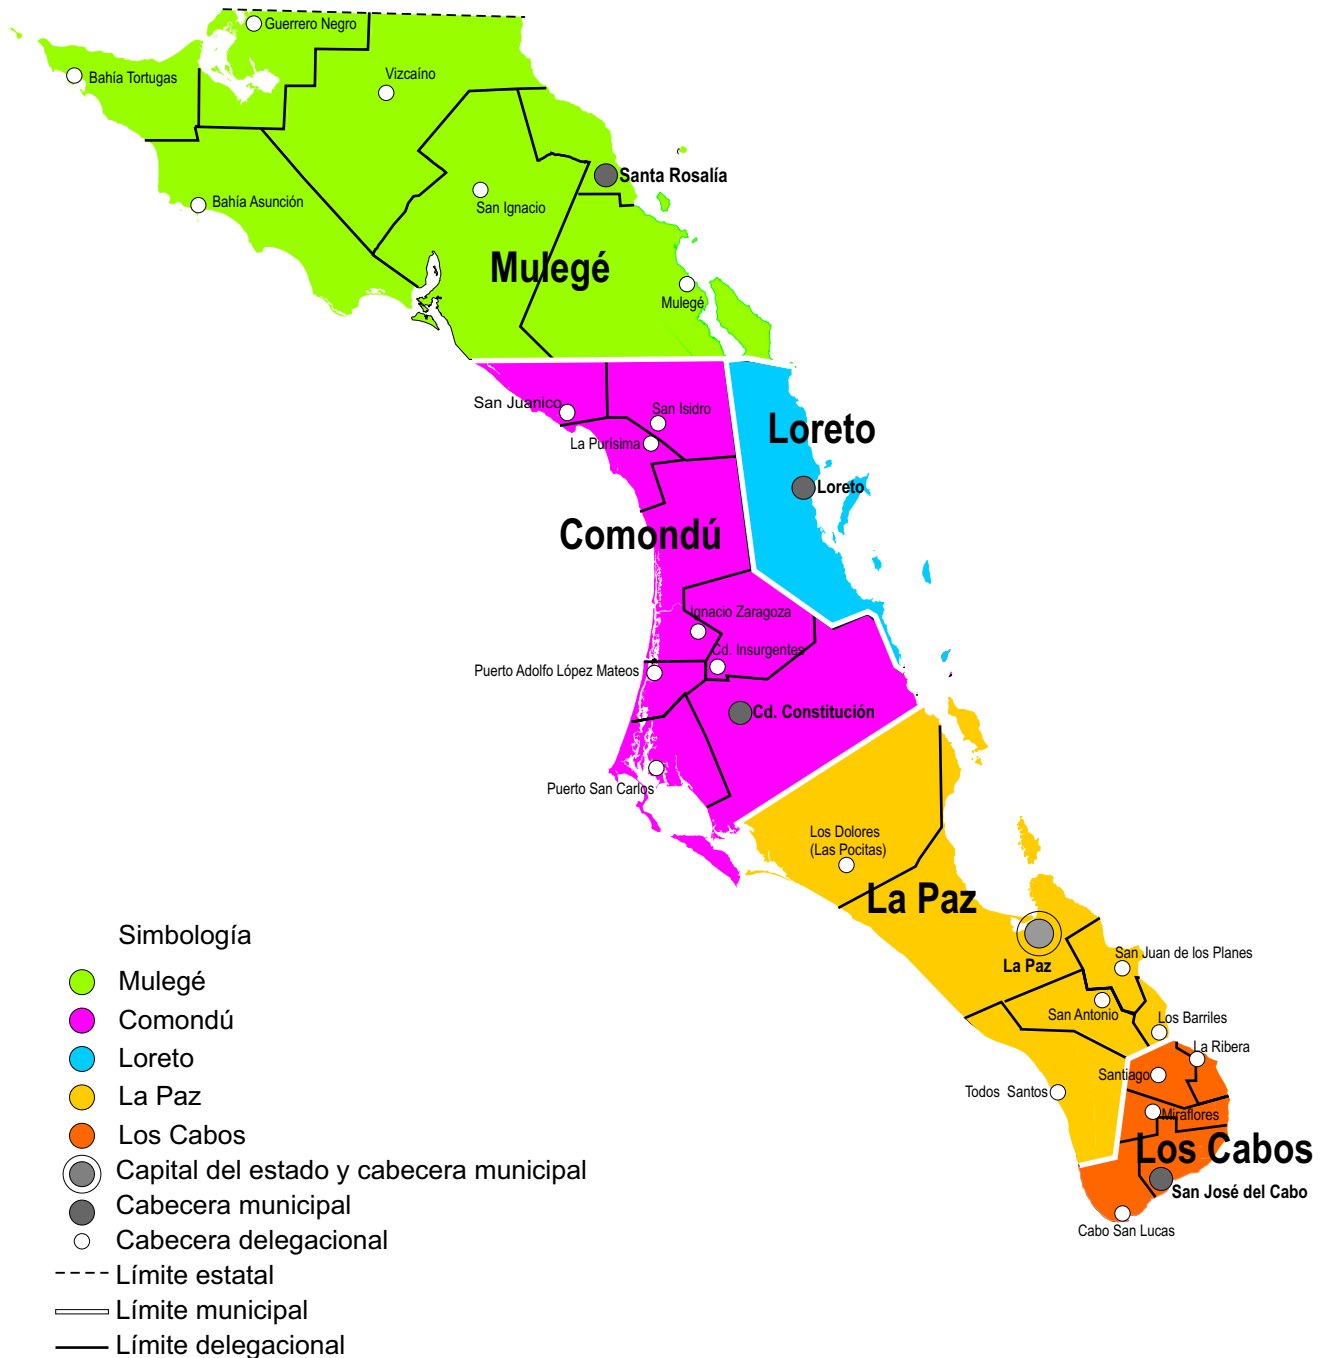 Guerrero Negro
Bahía Tortugas
Vizcaíno
Santa Rosalía
Bahía Asunción
San Ignacio
Mulegé
Mulegé
San Juanico
San Isidro
La Purísima
Loreto
Loreto
Comondú
Ignacio Zaragoza
Cd. Insurgentes
Puerto Adolfo López Mateos
Cd. Constitución
Puerto San Carlos
Los Dolores
(Las Pocitas)
La Paz
La Paz
San Juan de los Planes
San Antonio
Los Barriles
La Ribera
Santiago
Todos Santos
Miraflores
Los Cabos
San José del Cabo
Cabo San Lucas
Simbología
Mulegé
Comondú
Loreto
La Paz
Los Cabos
Capital del estado y cabecera municipal
Cabecera municipal
Cabecera delegacional
Límite estatal
Límite municipal
Límite delegacional